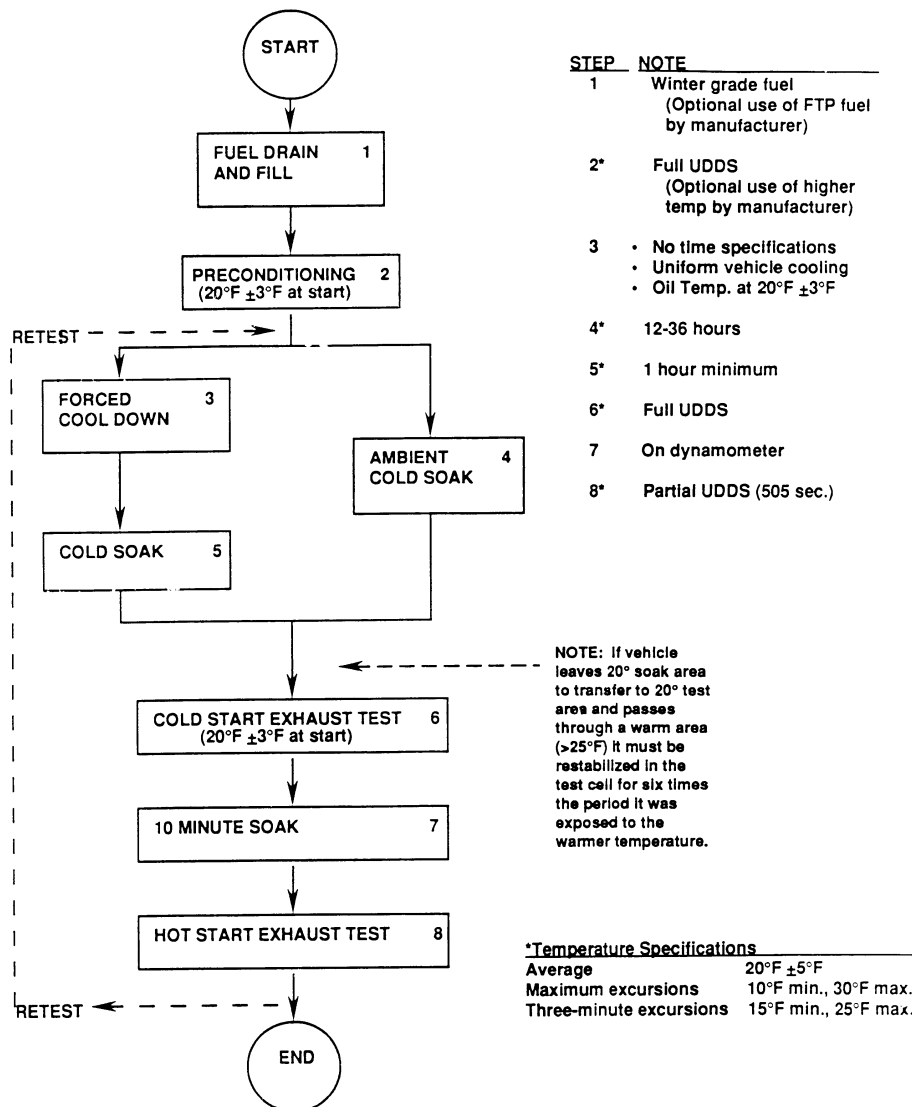 START
FUEL DRAIN 1
AND FILL
PRECONDITIONING 2
(20°F ±3°F at start)
RETEST
FORCED 3
COOL DOWN
AMBIENT 4
COLD SOAK
COLD SOAK 5
COLD START EXHAUST TEST 6
(20°F ±3°F at start)
10 MINUTE SOAK 7
HOT START EXHAUST TEST 8
RETEST
END
STEP NOTE
1 Winter grade fuel
(Optional use of FTP fuel
by manufacturer)
2* Full UDDS
(Optional use of higher
temp by manufacturer)
3 • No time specifications
• Uniform vehicle cooling
• Oil Temp. at 20°F ±3°F
4* 12-36 hours
5* 1 hour minimum
6* Full UDDS
7 On dynamometer
8* Partial UDDS (505 sec.)
NOTE: If vehicle
leaves 20° soak area
to transfer to 20° test
area and passes
through a warm area
(>25°F) it must be
restabilized in the
test cell for six times
the period it was
exposed to the
warmer temperature.
*Temperature Specifications
Average 20°F ±5°F
Maximum excursions 10°F min., 30°F max.
Three-minute excursions 15°F min., 25°F max.